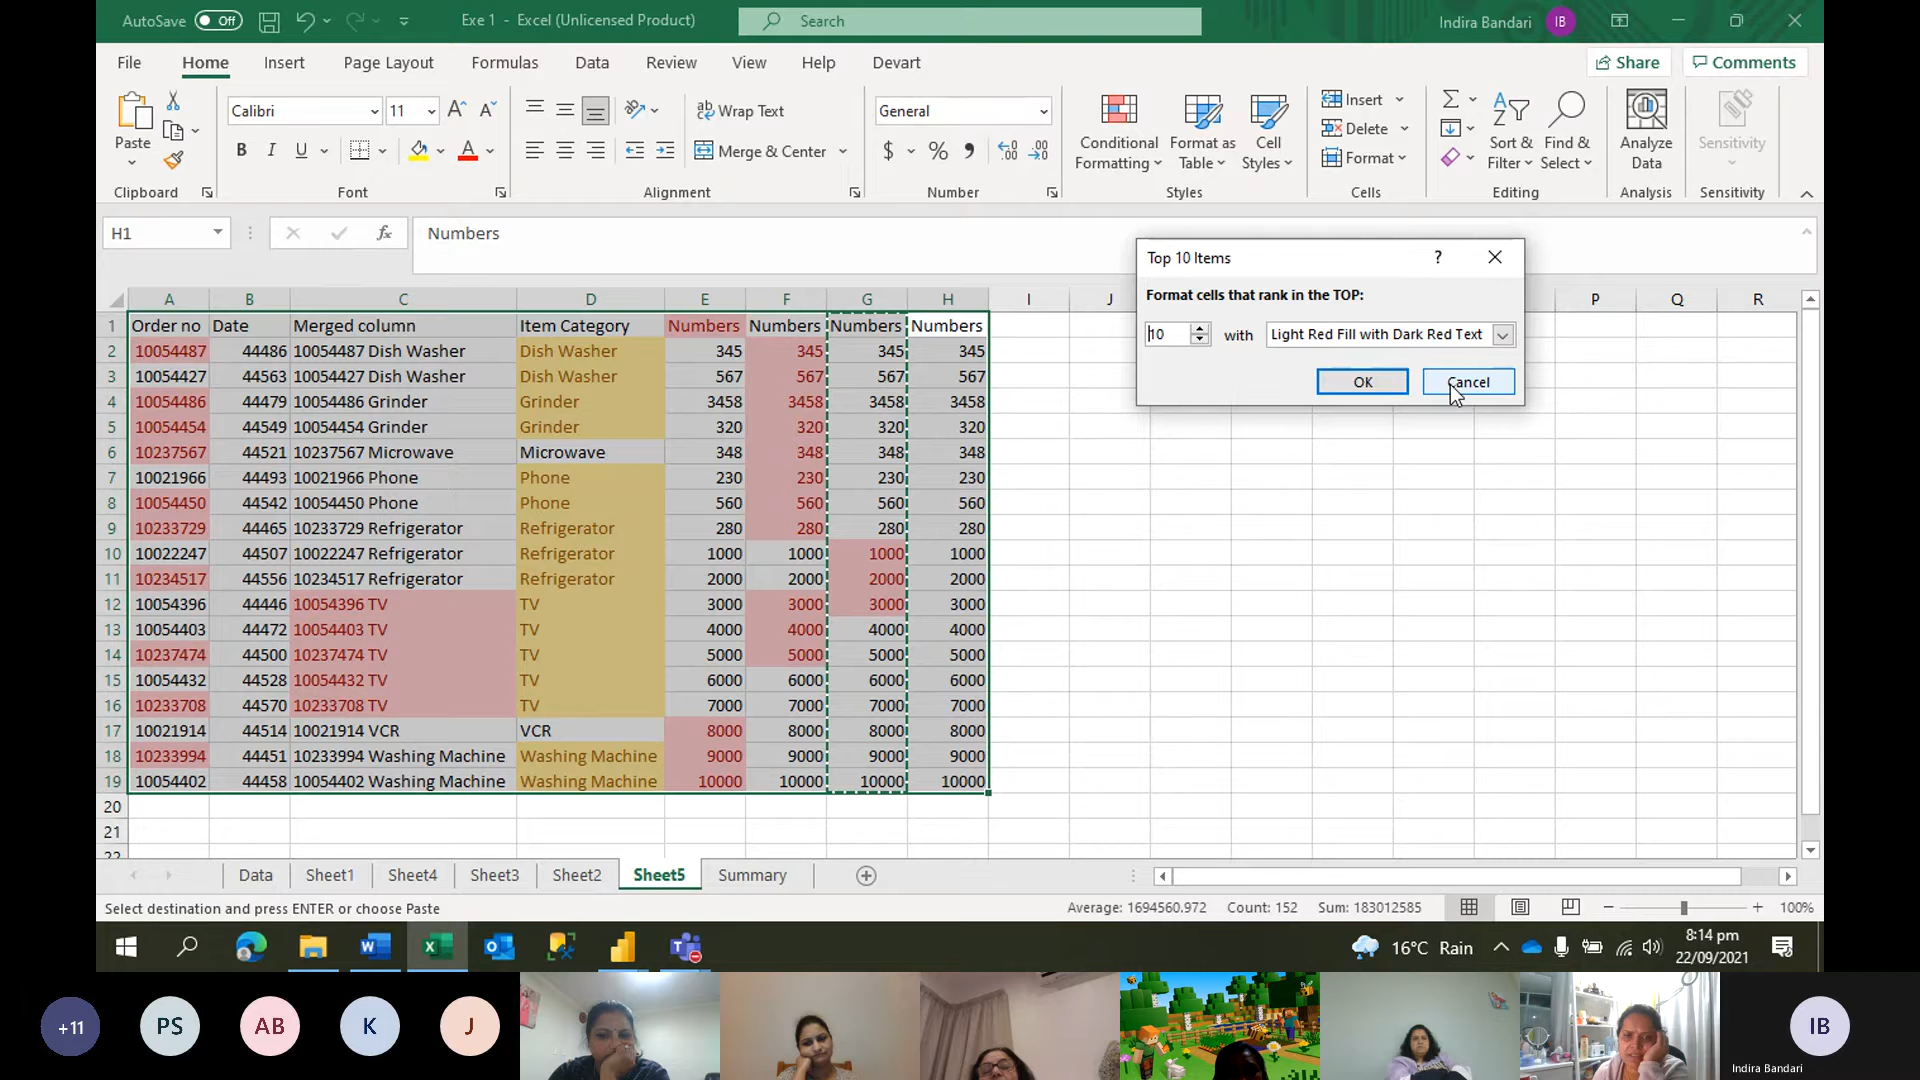 AutoSave Off Exe 1 - Excel (Unlicensed Product) Search Indira Bandari IB
File Home Insert Page Layout Formulas Data Review View Help Devart Share Comments
Paste
Clipboard
Calibri 11
B I U
Font
Wrap Text
Merge & Center
Alignment
General
$ % 9
Number
Conditional Formatting
Format as Table
Cell Styles
Styles
Insert
Delete
Format
Cells
Sort & Filter
Find & Select
Editing
Analyze Data
Analysis
Sensitivity
Sensitivity
H1 fx Numbers
Top 10 Items ?
Format cells that rank in the TOP:
10 with Light Red Fill with Dark Red Text
OK Cancel
A B C D E F G H I J P Q R
1 Order no Date Merged column Item Category Numbers Numbers Numbers Numbers
2 10054487 44486 10054487 Dish Washer Dish Washer 345 345 345 345
3 10054427 44563 10054427 Dish Washer Dish Washer 567 567 567 567
4 10054486 44479 10054486 Grinder Grinder 3458 3458 3458 3458
5 10054454 44549 10054454 Grinder Grinder 320 320 320 320
6 10237567 44521 10237567 Microwave Microwave 348 348 348 348
7 10021966 44493 10021966 Phone Phone 230 230 230 230
8 10054450 44542 10054450 Phone Phone 560 560 560 560
9 10233729 44465 10233729 Refrigerator Refrigerator 280 280 280 280
10 10022247 44507 10022247 Refrigerator Refrigerator 1000 1000 1000 1000
11 10234517 44556 10234517 Refrigerator Refrigerator 2000 2000 2000 2000
12 10054396 44446 10054396 TV TV 3000 3000 3000 3000
13 10054403 44472 10054403 TV TV 4000 4000 4000 4000
14 10237474 44500 10237474 TV TV 5000 5000 5000 5000
15 10054432 44528 10054432 TV TV 6000 6000 6000 6000
16 10233708 44570 10233708 TV TV 7000 7000 7000 7000
17 10021914 44514 10021914 VCR VCR 8000 8000 8000 8000
18 10233994 44451 10233994 Washing Machine Washing Machine 9000 9000 9000 9000
19 10054402 44458 10054402 Washing Machine Washing Machine 10000 10000 10000 10000
20
21
22
Data Sheet1 Sheet4 Sheet3 Sheet2 Sheet5 Summary
Select destination and press ENTER or choose Paste Average: 1694560.972 Count: 152 Sum: 183012585 100%
16°C Rain 8:14 pm
22/09/2021
+11 PS AB K J IB
Indira Bandari